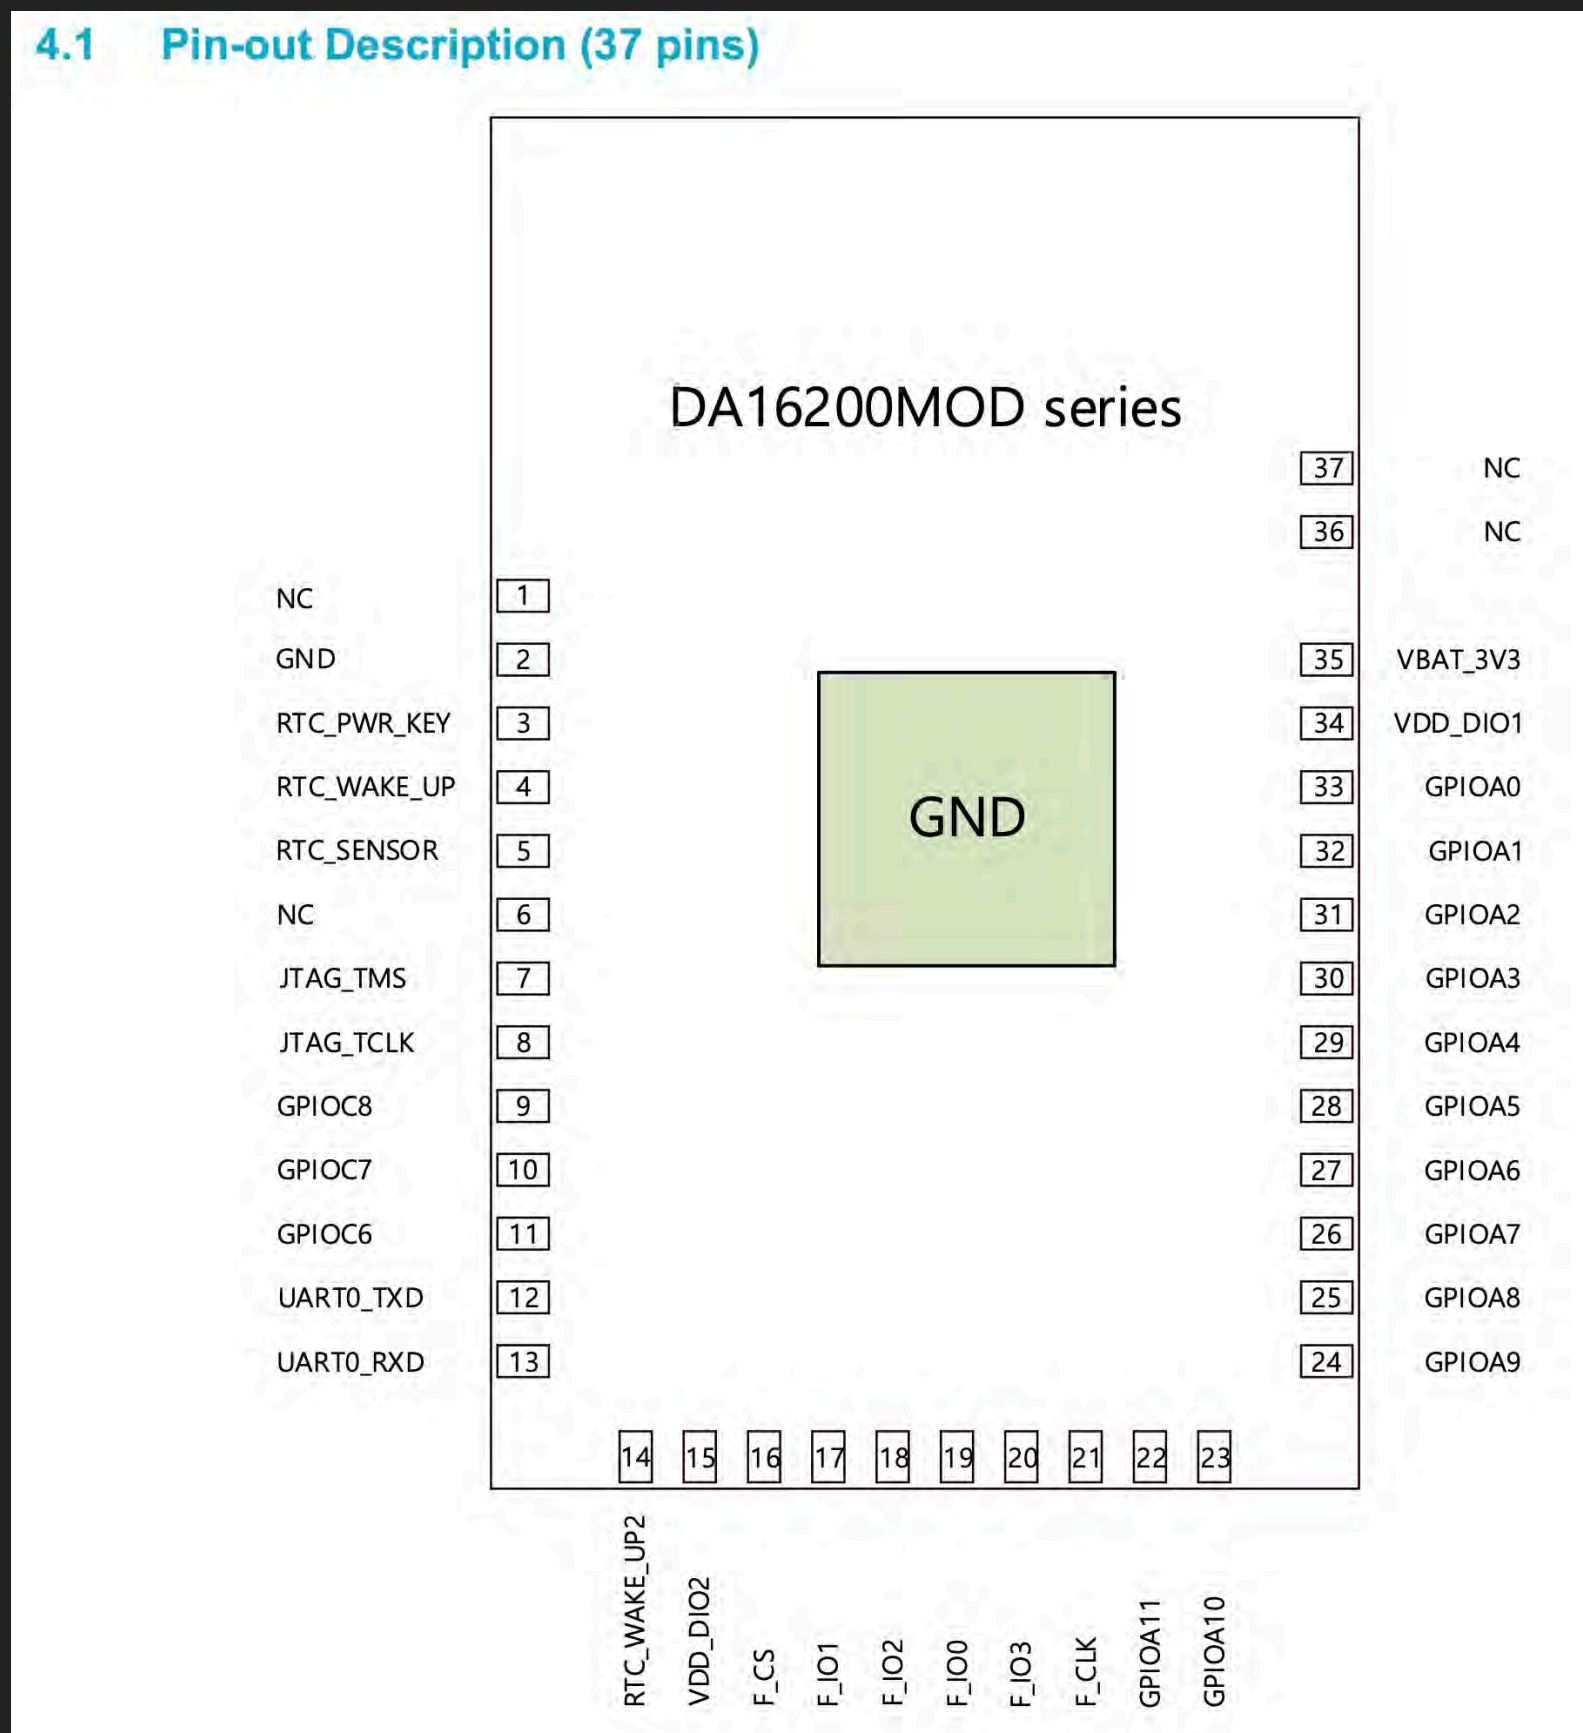 4.1 Pin-out Description (37 pins)
DA16200MOD series
37 NC
36 NC
NC 1
GND 2
35 VBAT_3V3
RTC_PWR_KEY 3
34 VDD_DIO1
RTC_WAKE_UP 4
33 GPIOA0
RTC_SENSOR 5
32 GPIOA1
GND
NC 6
31 GPIOA2
JTAG_TMS 7
30 GPIOA3
JTAG_TCLK 8
29 GPIOA4
GPIOC8 9
28 GPIOA5
GPIOC7 10
27 GPIOA6
GPIOC6 11
26 GPIOA7
UART0_TXD 12
25 GPIOA8
UART0_RXD 13
24 GPIOA9
14 15 16 17 18 19 20 21 22 23
RTC_WAKE_UP2
VDD_DIO2
F_CS
F_IO1
F_IO2
F_IO0
F_IO3
F_CLK
GPIOA11
GPIOA10